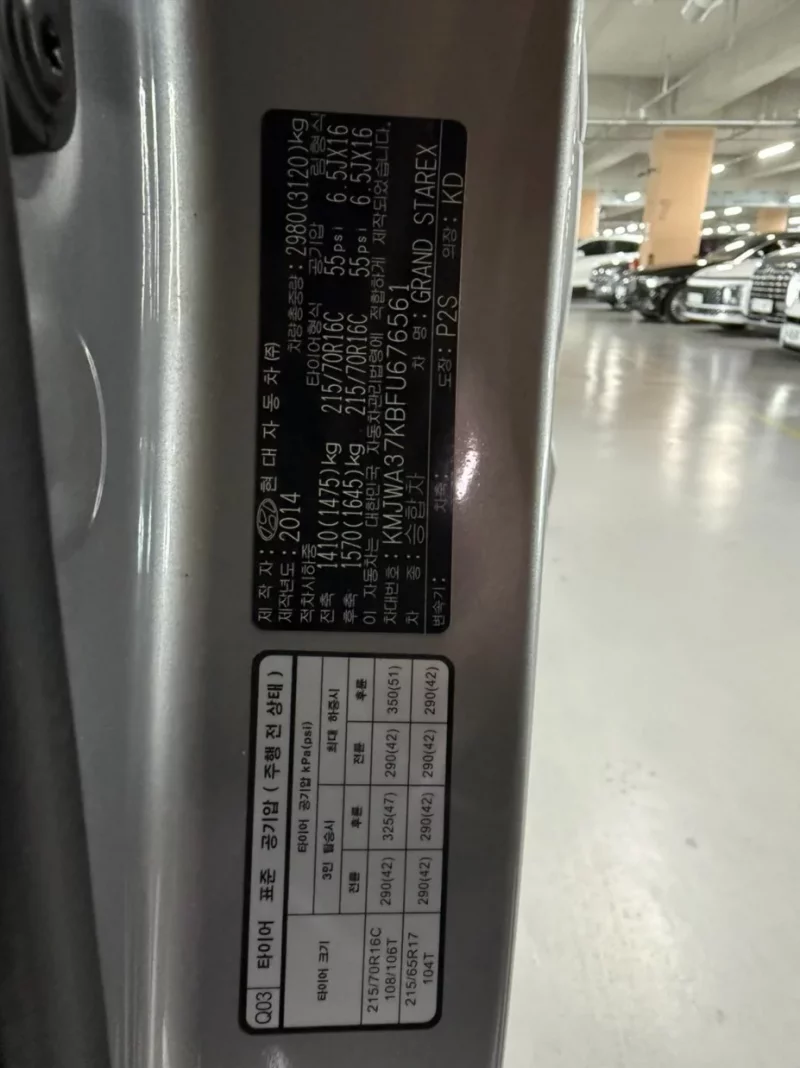 제 작 자 : 현 대 자 동 차 ㈜
제작년도 : 2014 차량총중량 : 2980(3120)kg
적차시하중 타이어형식 공기압 림형식
전축 1410(1475)kg 215/70R16C 55psi 6.5JX16
후축 1570(1645)kg 215/70R16C 55psi 6.5JX16
이 자동차는 대한민국 자동차관리법령에 적합하게 제작되었습니다.
차대번호 : KMJWA37KBFU676561
차 종 : 승합차 차 명 : GRAND STAREX
변속기 : 차축 : 도장 : P2S 의장 : KD
Q03 타이어 표준 공기압 ( 주행 전 상태 )
타이어 크기 타이어 공기압 kPa(psi)
3인 탑승시 최대 하중시
전륜 후륜 전륜 후륜
215/70R16C 108/106T 290(42) 325(47) 290(42) 350(51)
215/65R17 104T 290(42) 290(42) 290(42) 290(42)